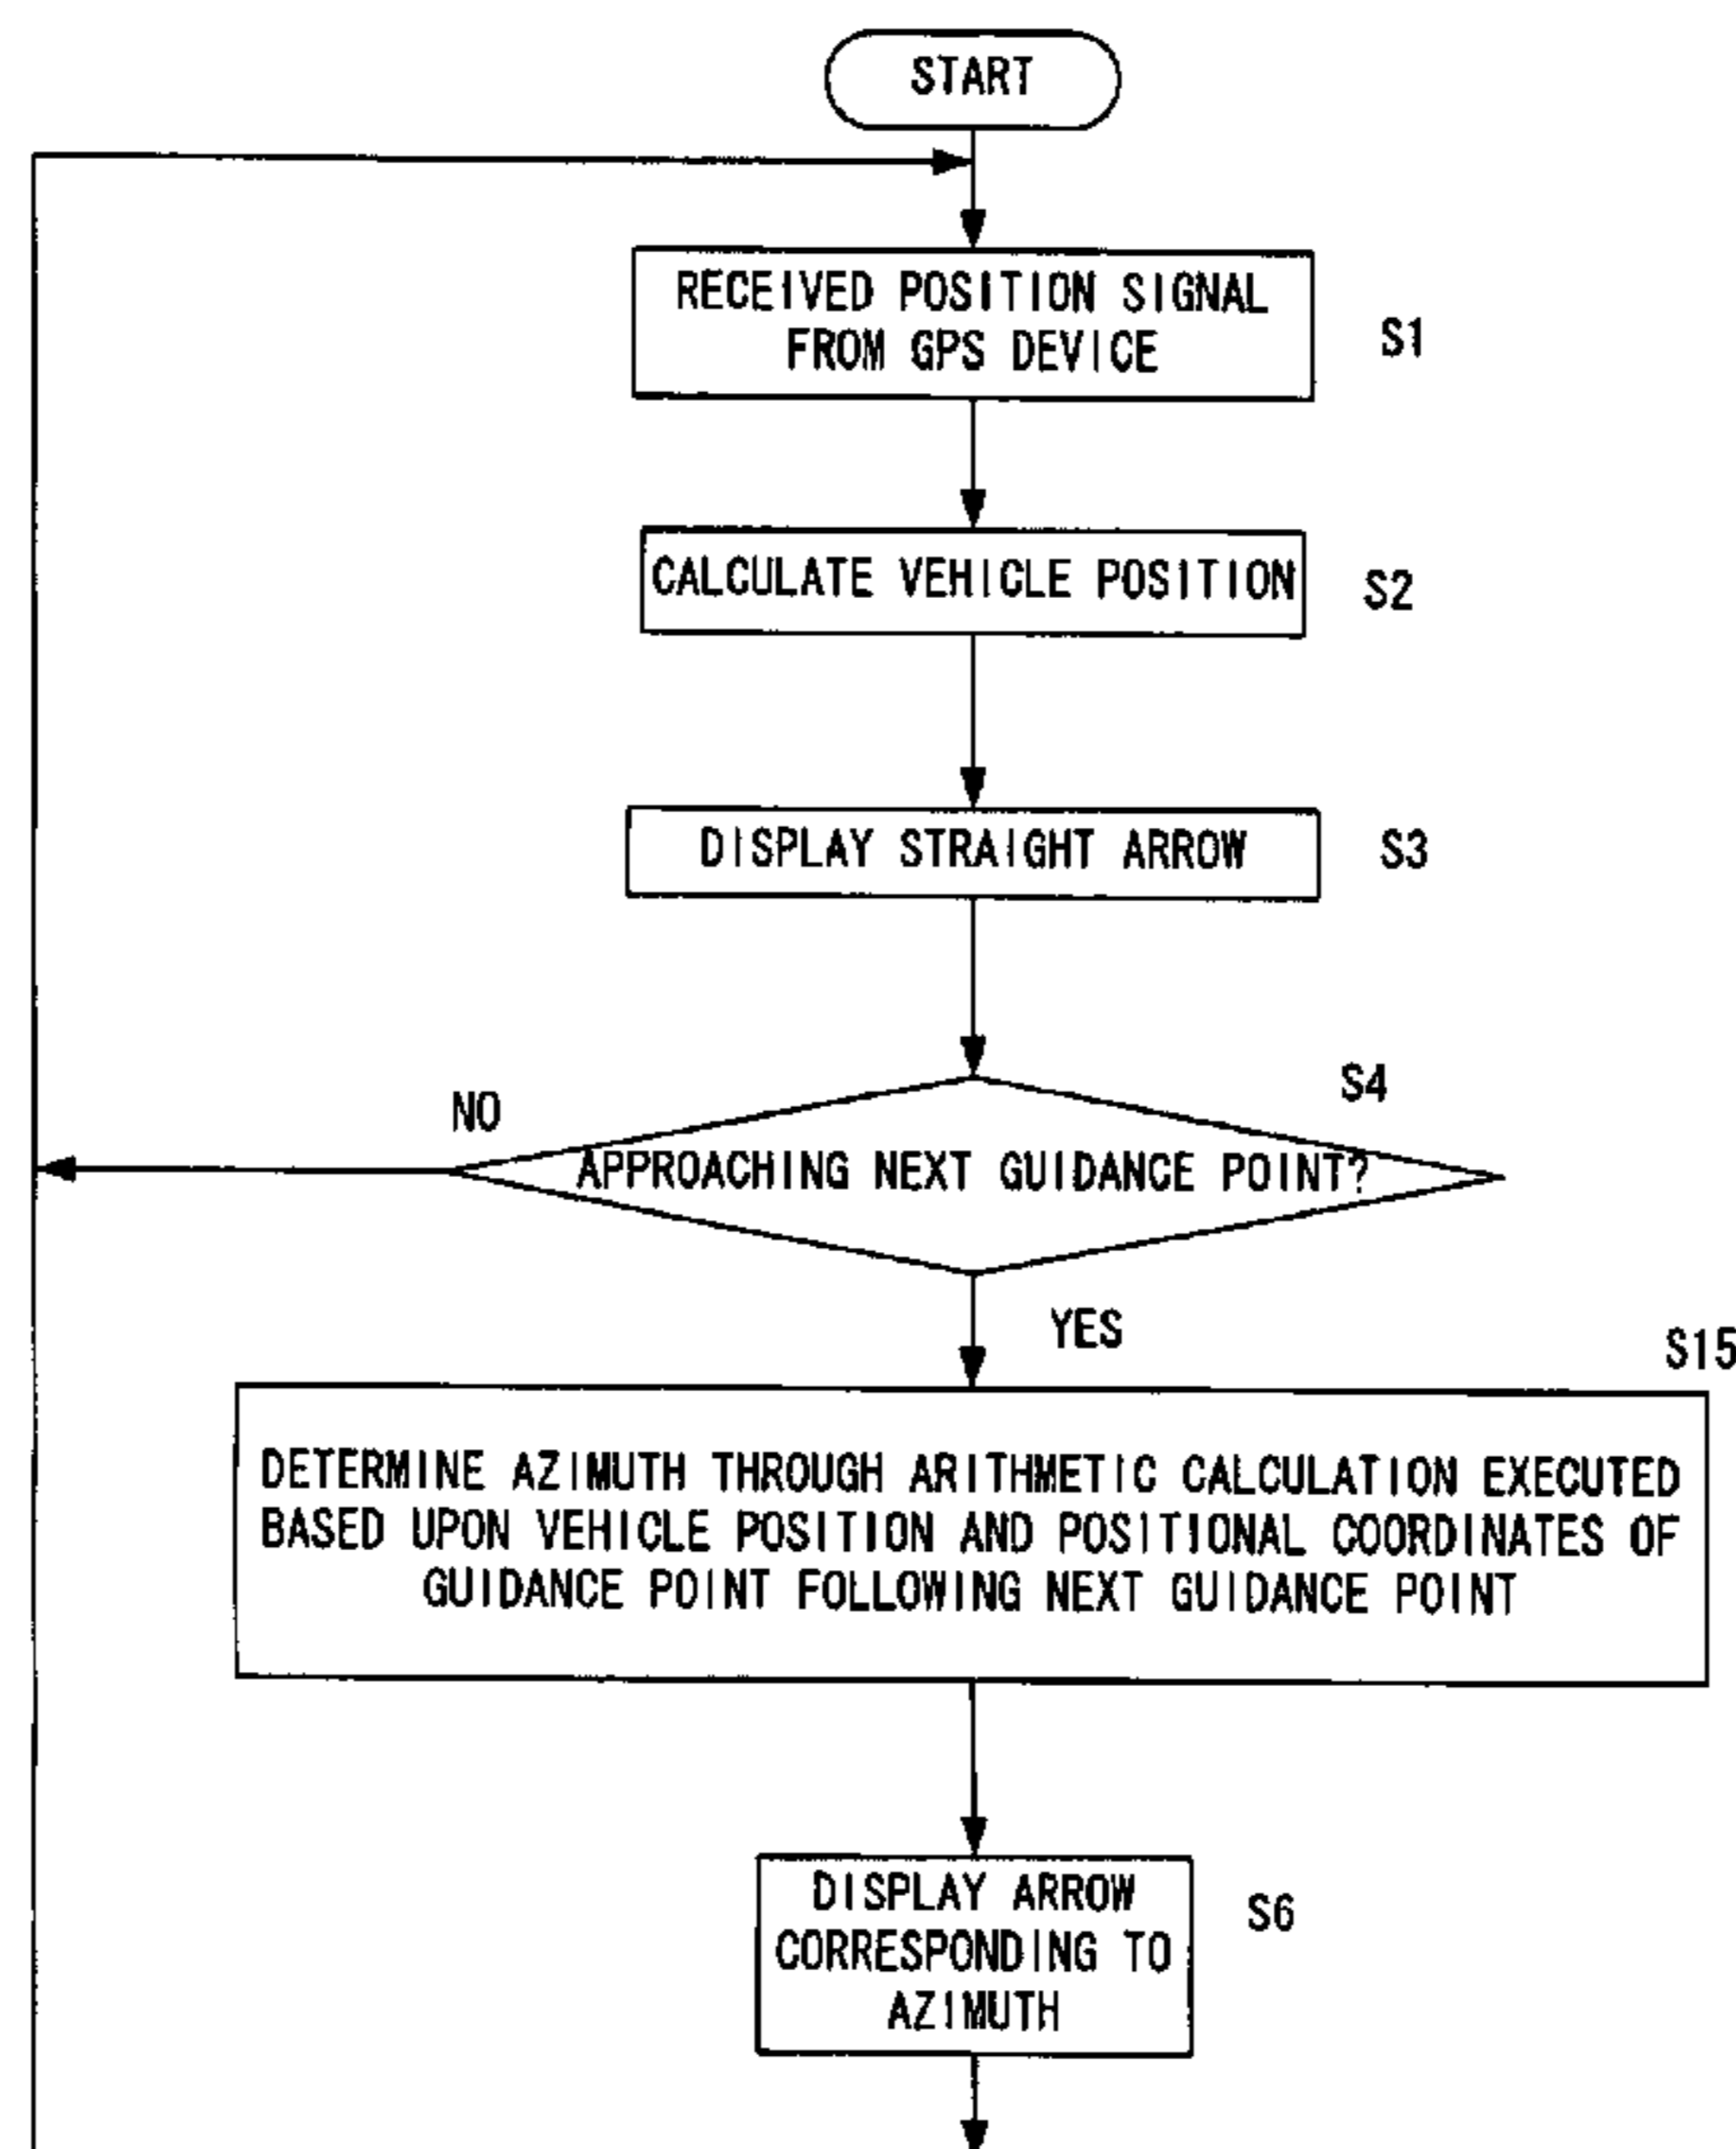 START
RECEIVED POSITION SIGNAL
FROM GPS DEVICE
S1
CALCULATE VEHICLE POSITION
S2
DISPLAY STRAIGHT ARROW
S3
S4
NO
APPROACHING NEXT GUIDANCE POINT?
YES
S15
DETERMINE AZIMUTH THROUGH ARITHMETIC CALCULATION EXECUTED
BASED UPON VEHICLE POSITION AND POSITIONAL COORDINATES OF
GUIDANCE POINT FOLLOWING NEXT GUIDANCE POINT
DISPLAY ARROW
CORRESPONDING TO
AZIMUTH
S6